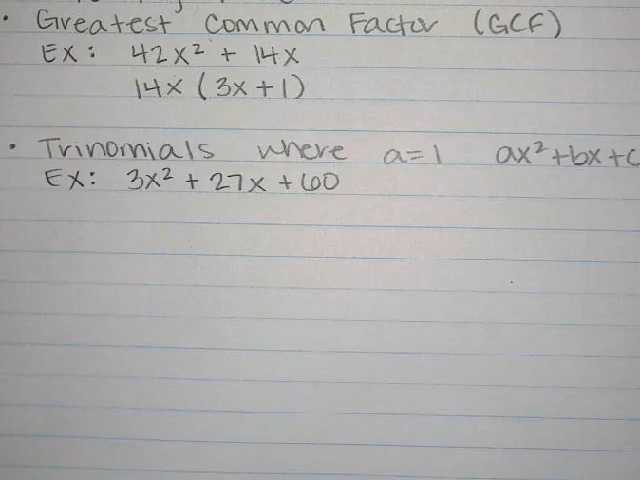 • Greatest Common Factor (GCF)
Ex: 42x² + 14x
14x (3x + 1)
• Trinomials where a=1 ax²+bx+c
Ex: 3x² + 27x + 60